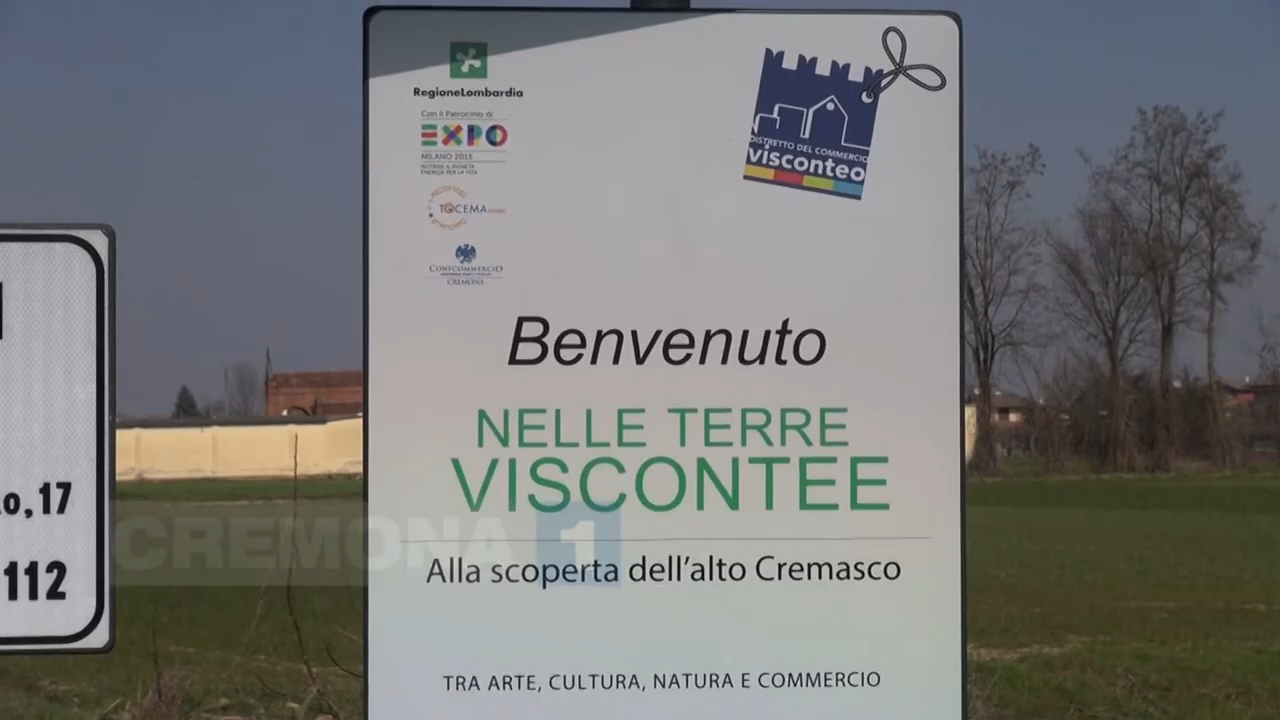 RegioneLombardia
Con il Patrocinio di
EXPO
MILANO 2015
NUTRIRE IL PIANETA
ENERGIA PER LA VITA
CONFCOMMERCIO
CREMONA
DISTRETTO DEL COMMERCIO
visconteo
Benvenuto
NELLE TERRE
VISCONTEE
Alla scoperta dell'alto Cremasco
TRA ARTE, CULTURA, NATURA E COMMERCIO
o,17
112
CREMONA 1